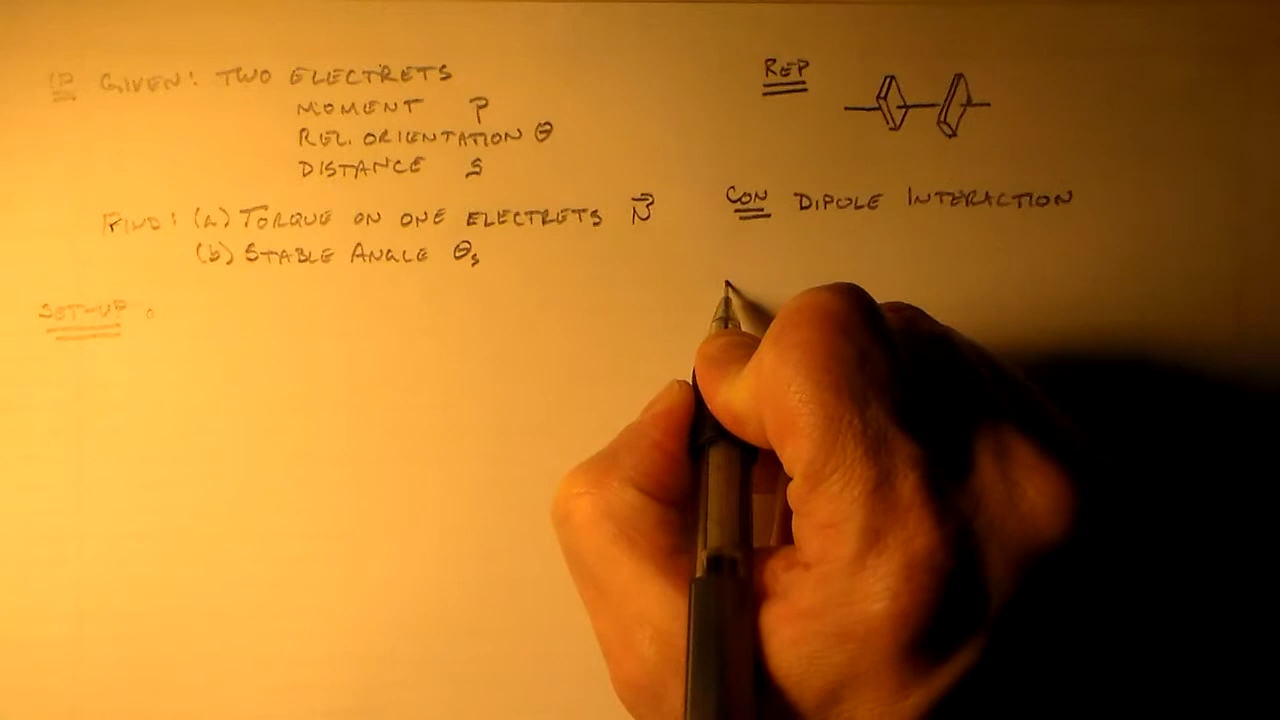 ID GIVEN: TWO ELECTRETS
MOMENT P
REL. ORIENTATION θ
DISTANCE S
FIND: (a) TORQUE ON ONE ELECTRETS N⃗
(b) STABLE ANGLE θs
SET-UP
REP
CON DIPOLE INTERACTION